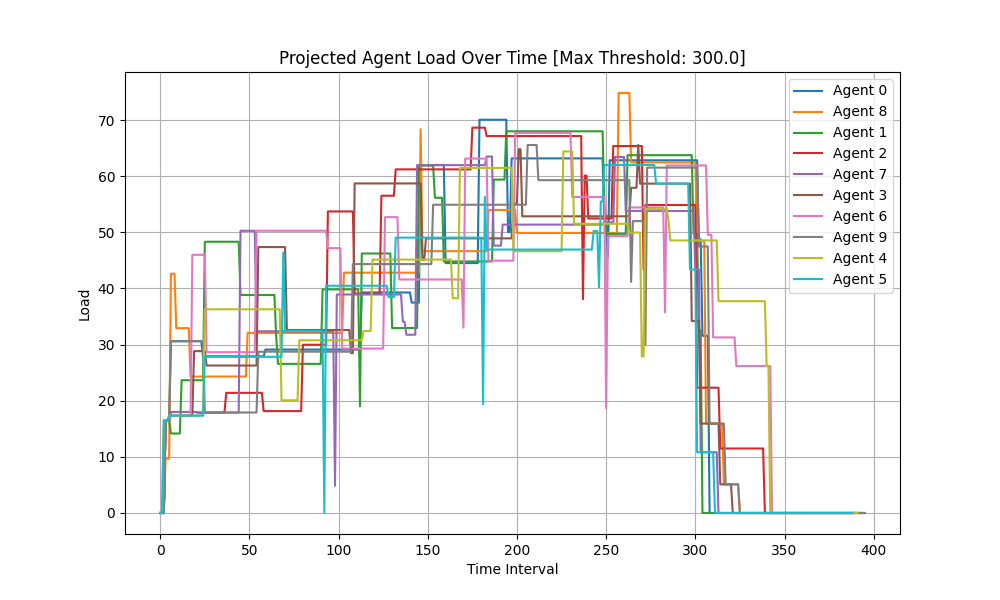 Projected Agent Load Over Time [Max Threshold: 300.0]
Load
70
60
50
40
30
20
10
0
0 50 100 150 200 250 300 350 400
Time Interval
Agent 0
Agent 8
Agent 1
Agent 2
Agent 7
Agent 3
Agent 6
Agent 9
Agent 4
Agent 5